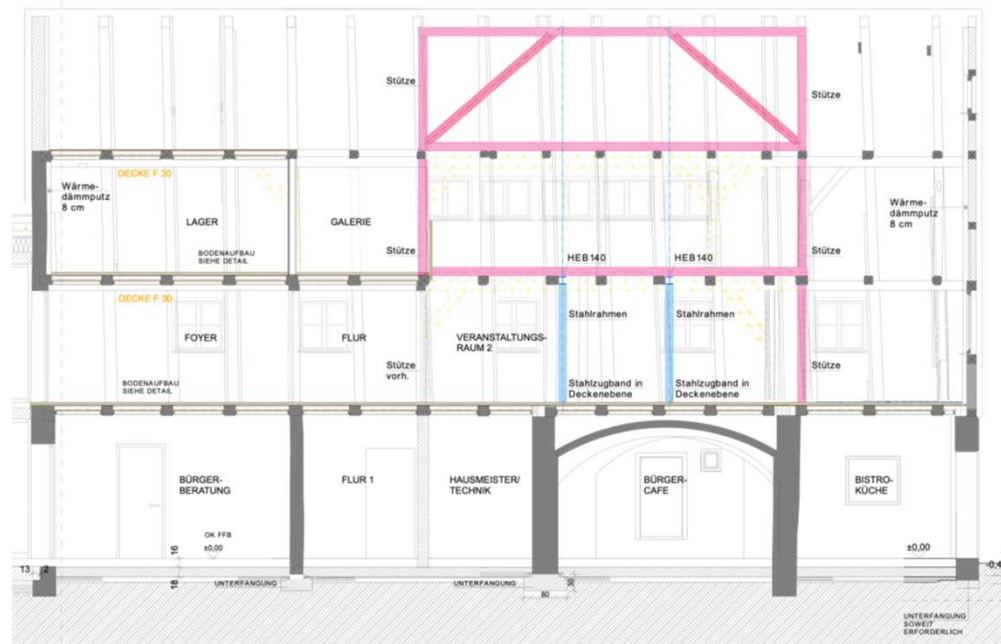 Stütze
Stütze
DECKE F 30
Wärme-
dämmputz
8 cm
LAGER
GALERIE
Wärme-
dämmputz
8 cm
BODENAUFBAU
SIEHE DETAIL
Stütze
HEB 140
HEB 140
Stütze
DECKE F 30
Stahlrahmen
Stahlrahmen
FOYER
FLUR
VERANSTALTUNGS-
RAUM 2
Stütze
vorh.
Stütze
BODENAUFBAU
SIEHE DETAIL
Stahlzugband in
Deckenebene
Stahlzugband in
Deckenebene
BÜRGER-
BERATUNG
FLUR 1
HAUSMEISTER/
TECHNIK
BÜRGER-
CAFE
BISTRO-
KÜCHE
OK FFB
±0,00
±0,00
16
13
2
18
UNTERFANGUNG
UNTERFANGUNG
30
80
-0,4
UNTERFANGUNG
SOWEIT
ERFORDERLICH